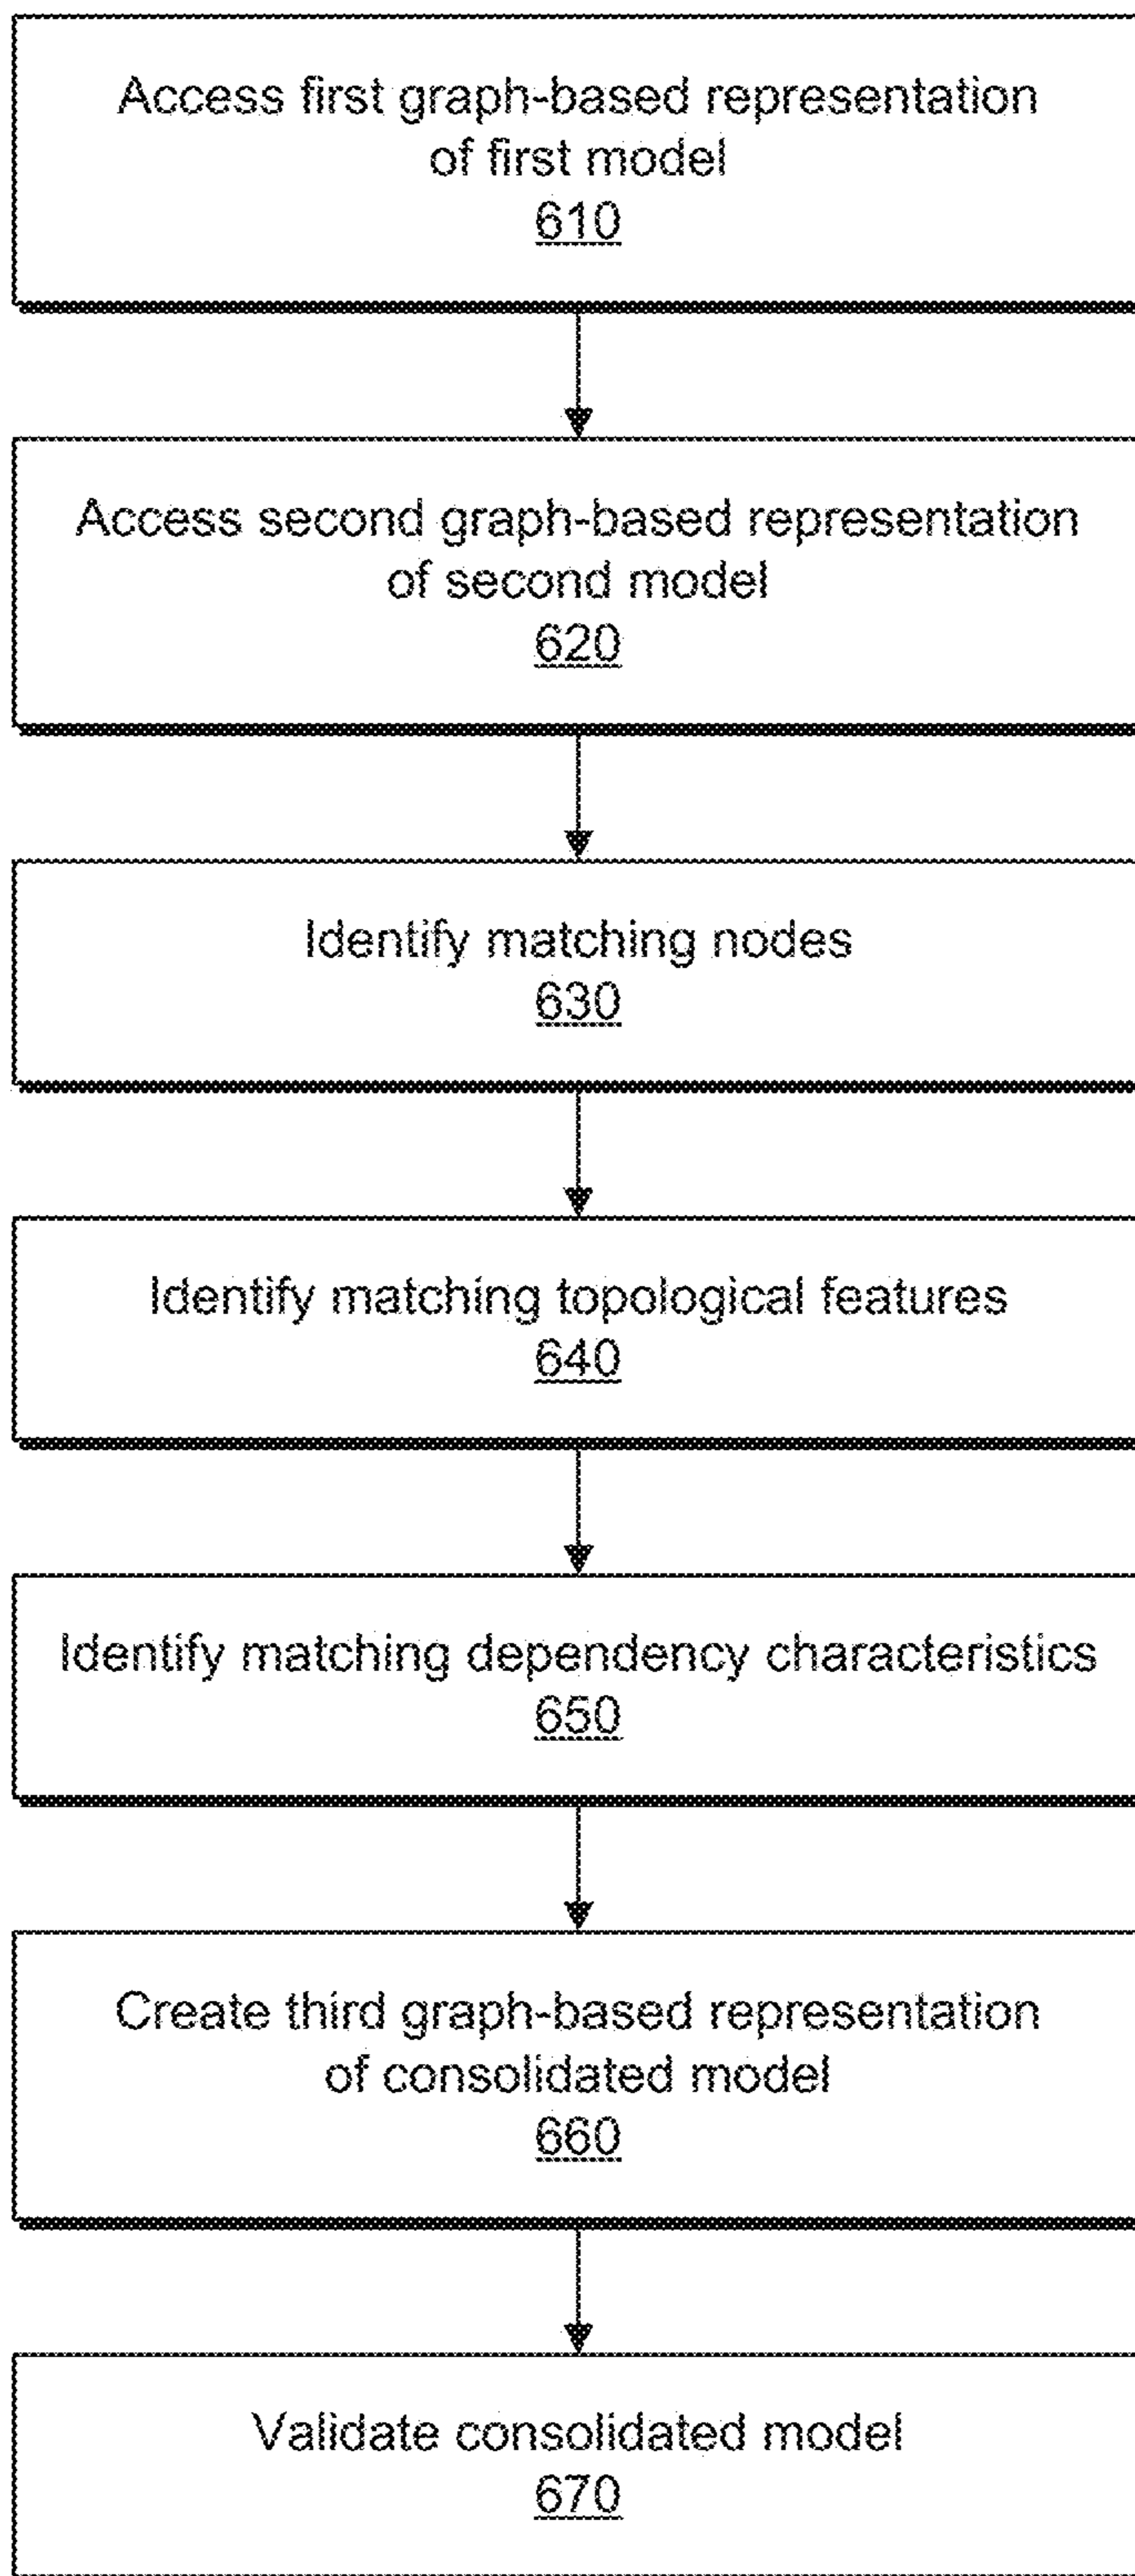 Access first graph-based representation
of first model
610
Access second graph-based representation
of second model
620
Identify matching nodes
630
Identify matching topological features
640
Identify matching dependency characteristics
650
Create third graph-based representation
of consolidated model
660
Validate consolidated model
670